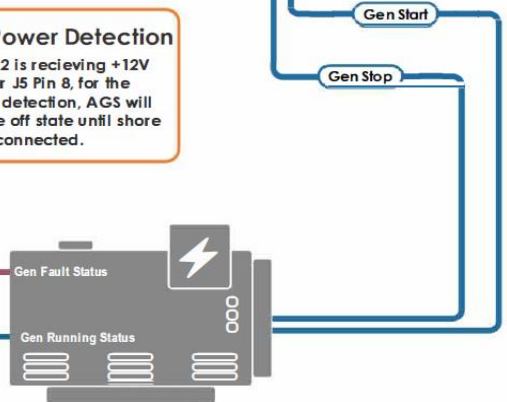 Power Detection
2 is recieving +12V
r J5 Pin 8, for the
detection, AGS will
e off state until shore
connected.
Gen Start
Gen Stop
Gen Fault Status
Gen Running Status